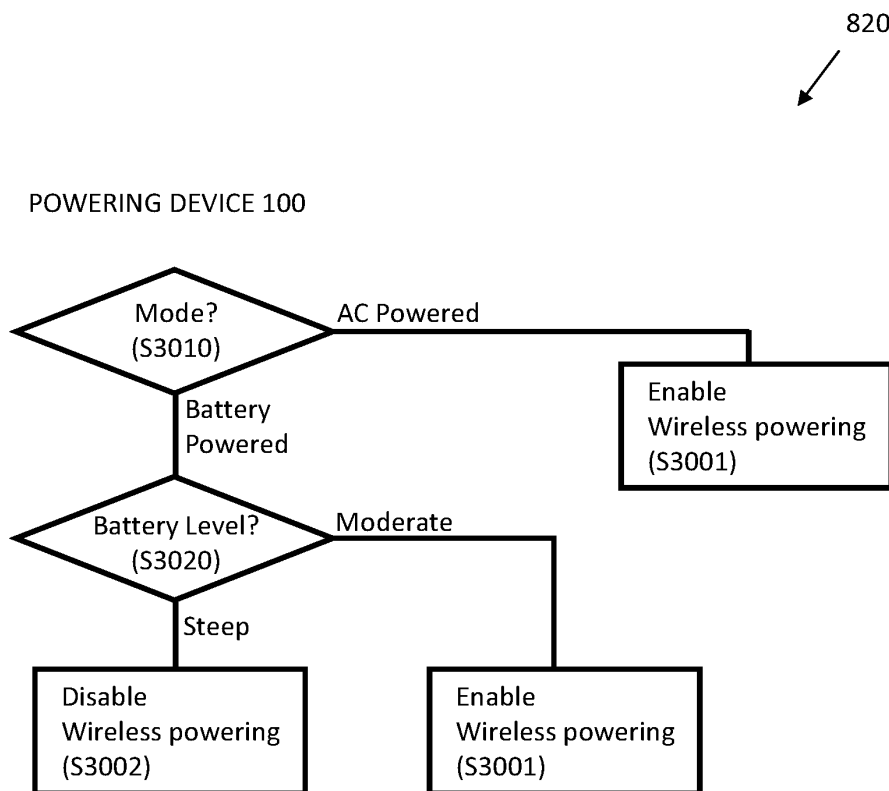 820
POWERING DEVICE 100
Mode?
(S3010)
AC Powered
Enable
Wireless powering
(S3001)
Battery
Powered
Battery Level?
(S3020)
Moderate
Steep
Disable
Wireless powering
(S3002)
Enable
Wireless powering
(S3001)